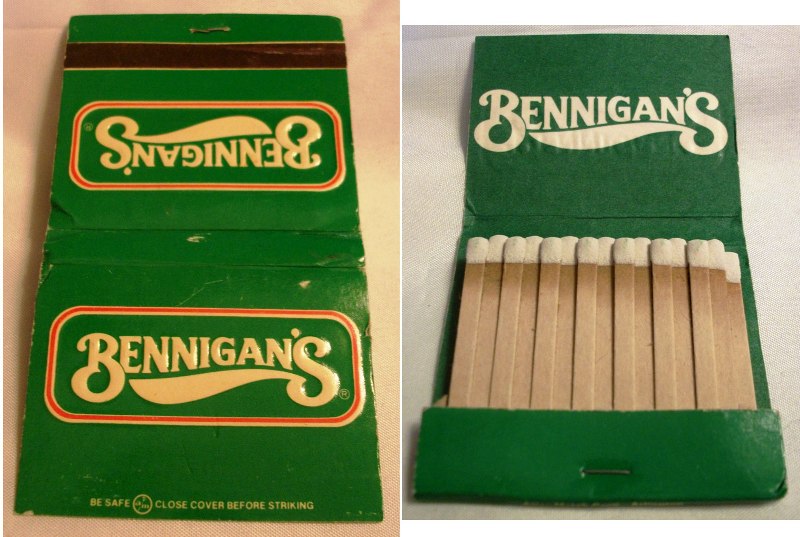 BENNIGAN'S ®
BENNIGAN'S ®
BE SAFE CLOSE COVER BEFORE STRIKING
BENNIGAN'S